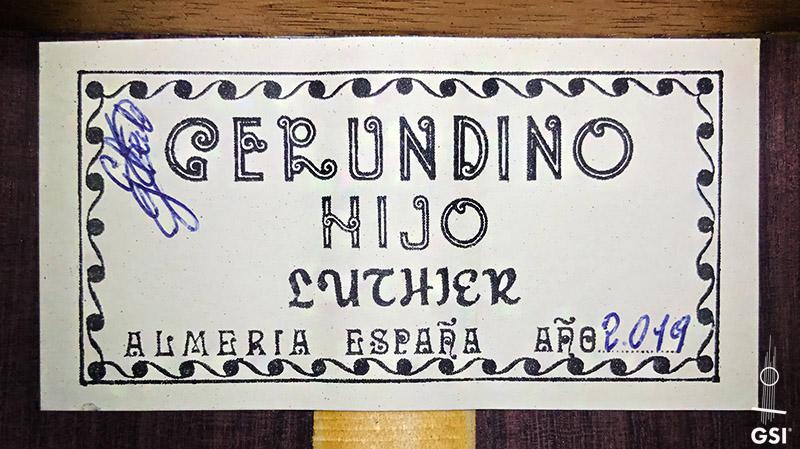 GERUNDINO
HIJO
LUTHIER
ALMERIA ESPAÑA AÑO 2.019
GSI